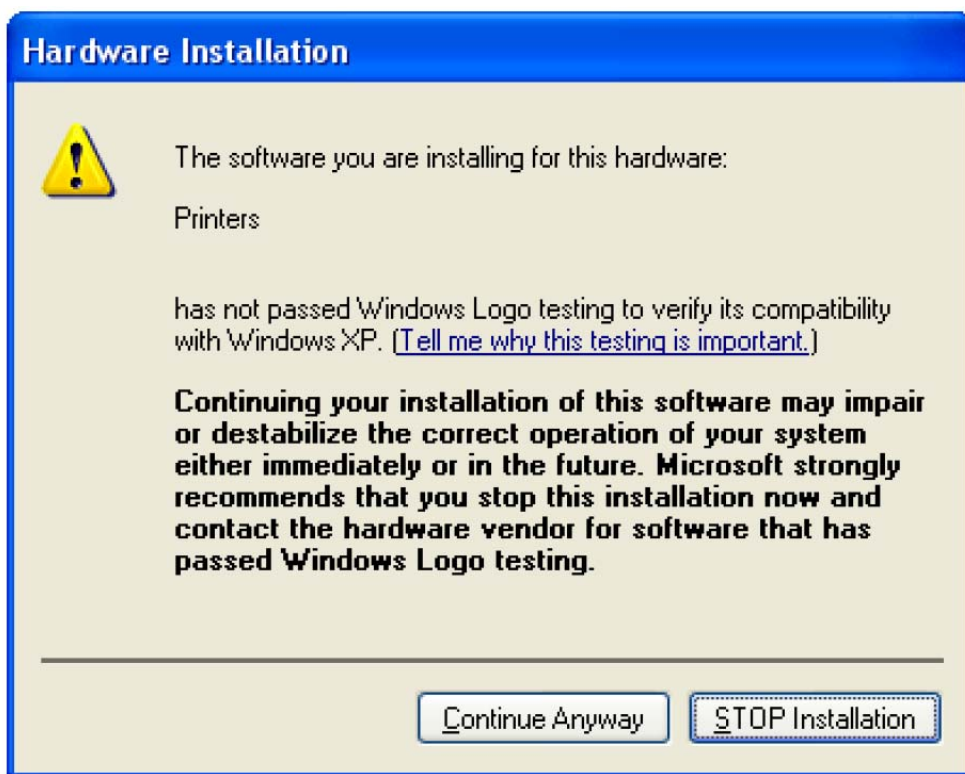 Hardware Installation
The software you are installing for this hardware:
Printers
has not passed Windows Logo testing to verify its compatibility
with Windows XP. (Tell me why this testing is important.)
Continuing your installation of this software may impair
or destabilize the correct operation of your system
either immediately or in the future. Microsoft strongly
recommends that you stop this installation now and
contact the hardware vendor for software that has
passed Windows Logo testing.
Continue Anyway
STOP Installation